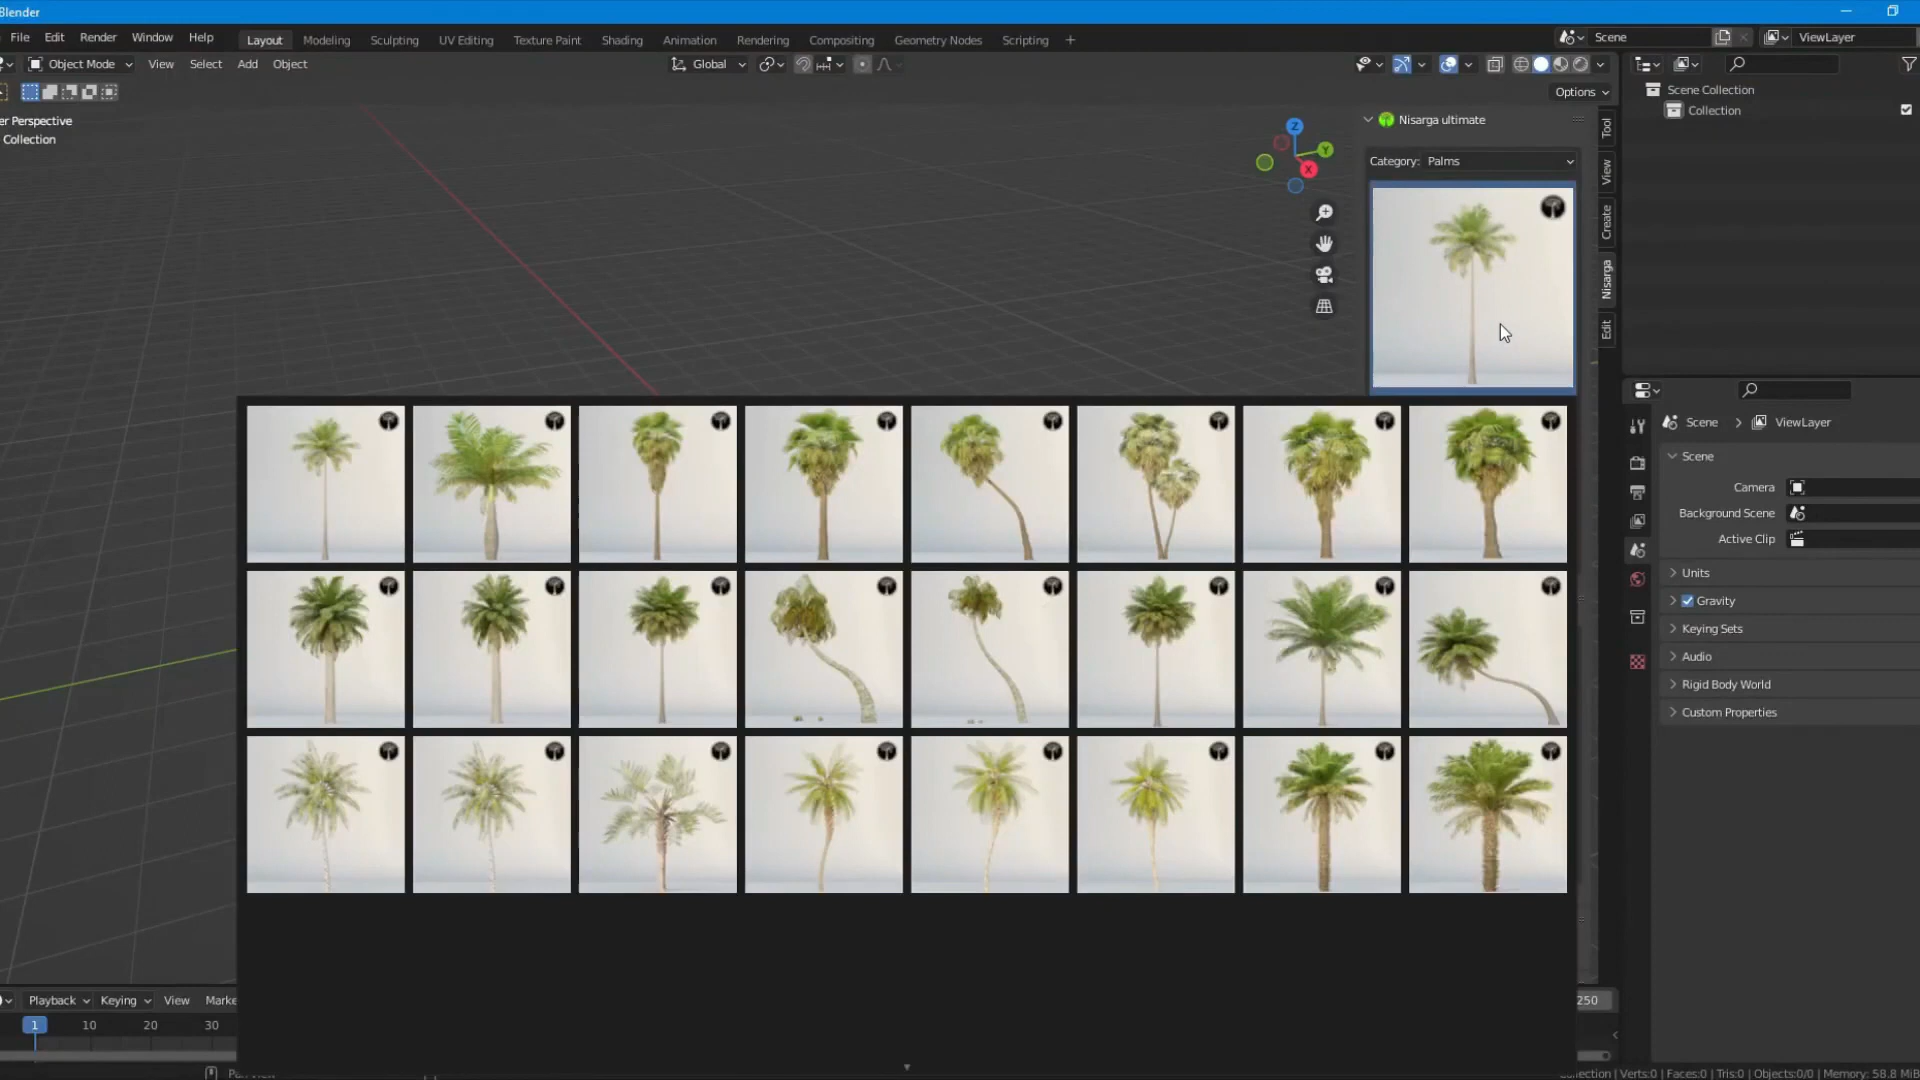 Blender
File Edit Render Window Help Layout Modeling Sculpting UV Editing Texture Paint Shading Animation Rendering Compositing Geometry Nodes Scripting + Scene ViewLayer
Object Mode View Select Add Object Global
Options
er Perspective
Collection
Scene Collection
Collection
Nisarga ultimate
Category: Palms
Tool
View
Create
Nisarga
Edit
Z
Y
X
Scene > ViewLayer
Scene
Camera
Background Scene
Active Clip
Units
Gravity
Keying Sets
Audio
Rigid Body World
Custom Properties
Playback Keying View Marke
250
1 10 20 30
Collection | Verts:0 | Faces:0 | Tris:0 | Objects:0/0 | Memory: 58.8 MiB